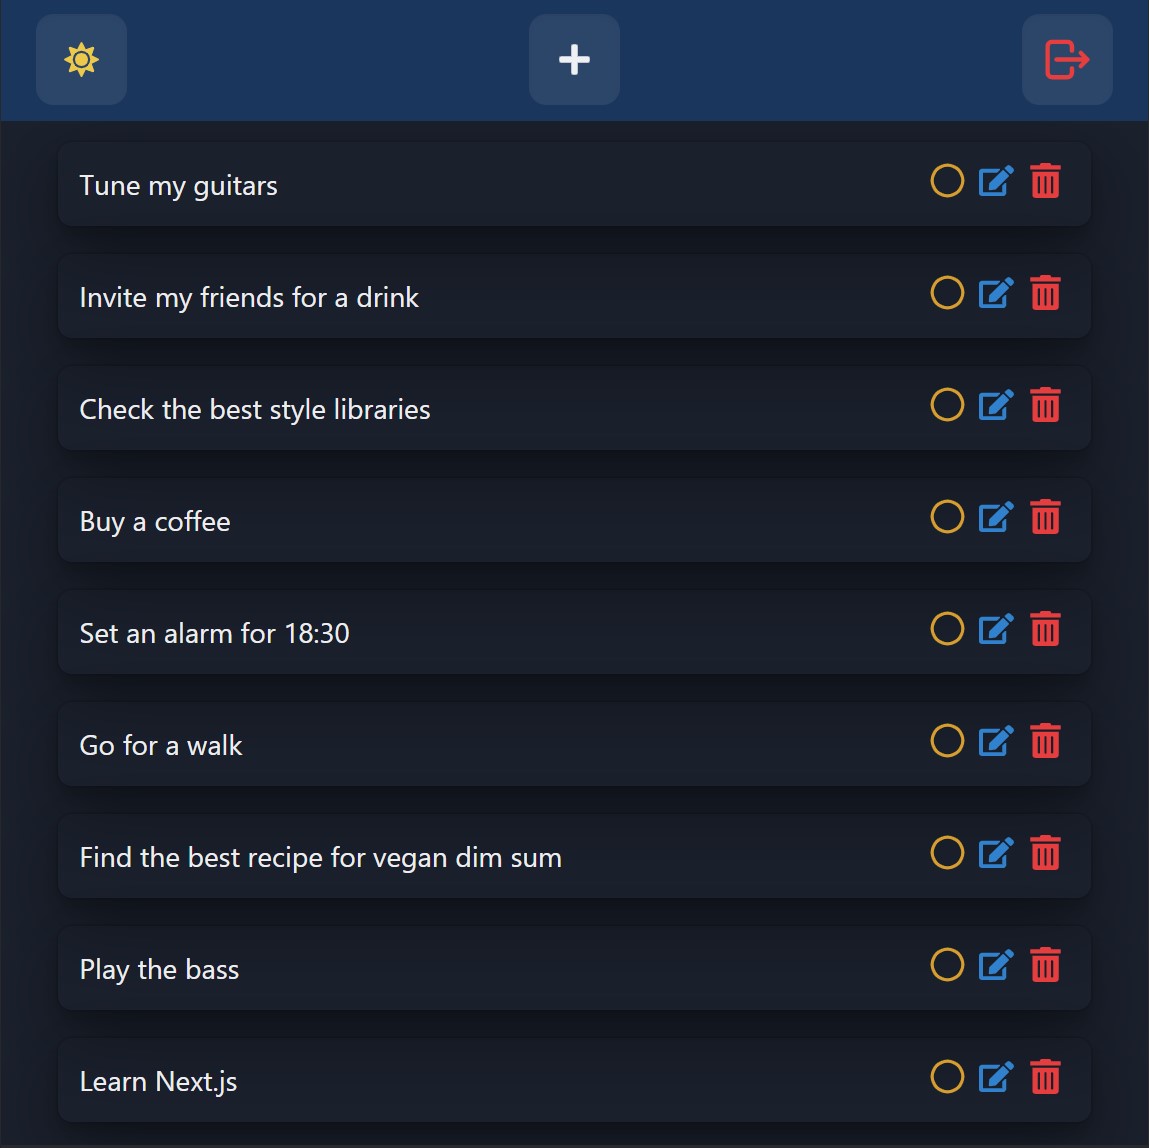 Tune my guitars
Invite my friends for a drink
Check the best style libraries
Buy a coffee
Set an alarm for 18:30
Go for a walk
Find the best recipe for vegan dim sum
Play the bass
Learn Next.js